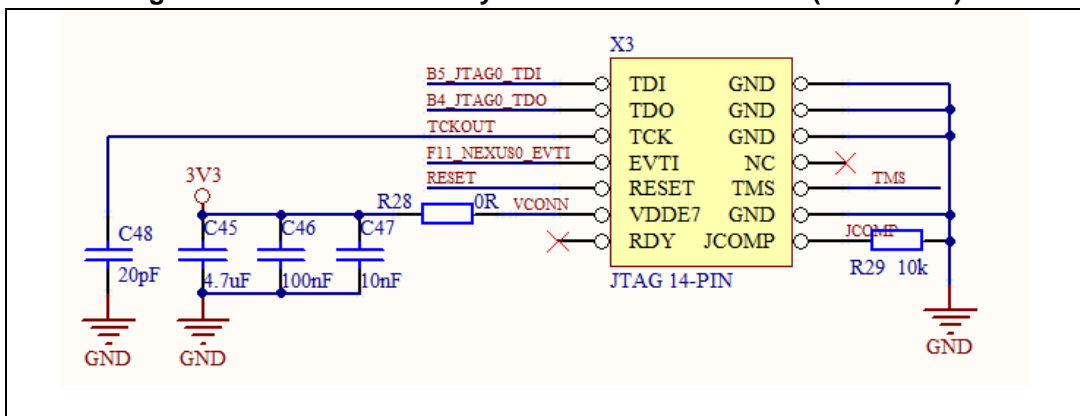 X3
B5_JTAG0_TDI
TDI
GND
B4_JTAG0_TDO
TDO
GND
TCKOUT
TCK
GND
F11_NEXUS0_EVTI
EVTI
NC
RESET
RESET
TMS
TMS
3V3
R28
0R
VCONN
VDDE7
GND
C48
C45
C46
C47
RDY
JCOMP
JCOMP
20pF
4.7uF
100nF
10nF
JTAG 14-PIN
R29 10k
GND
GND
GND